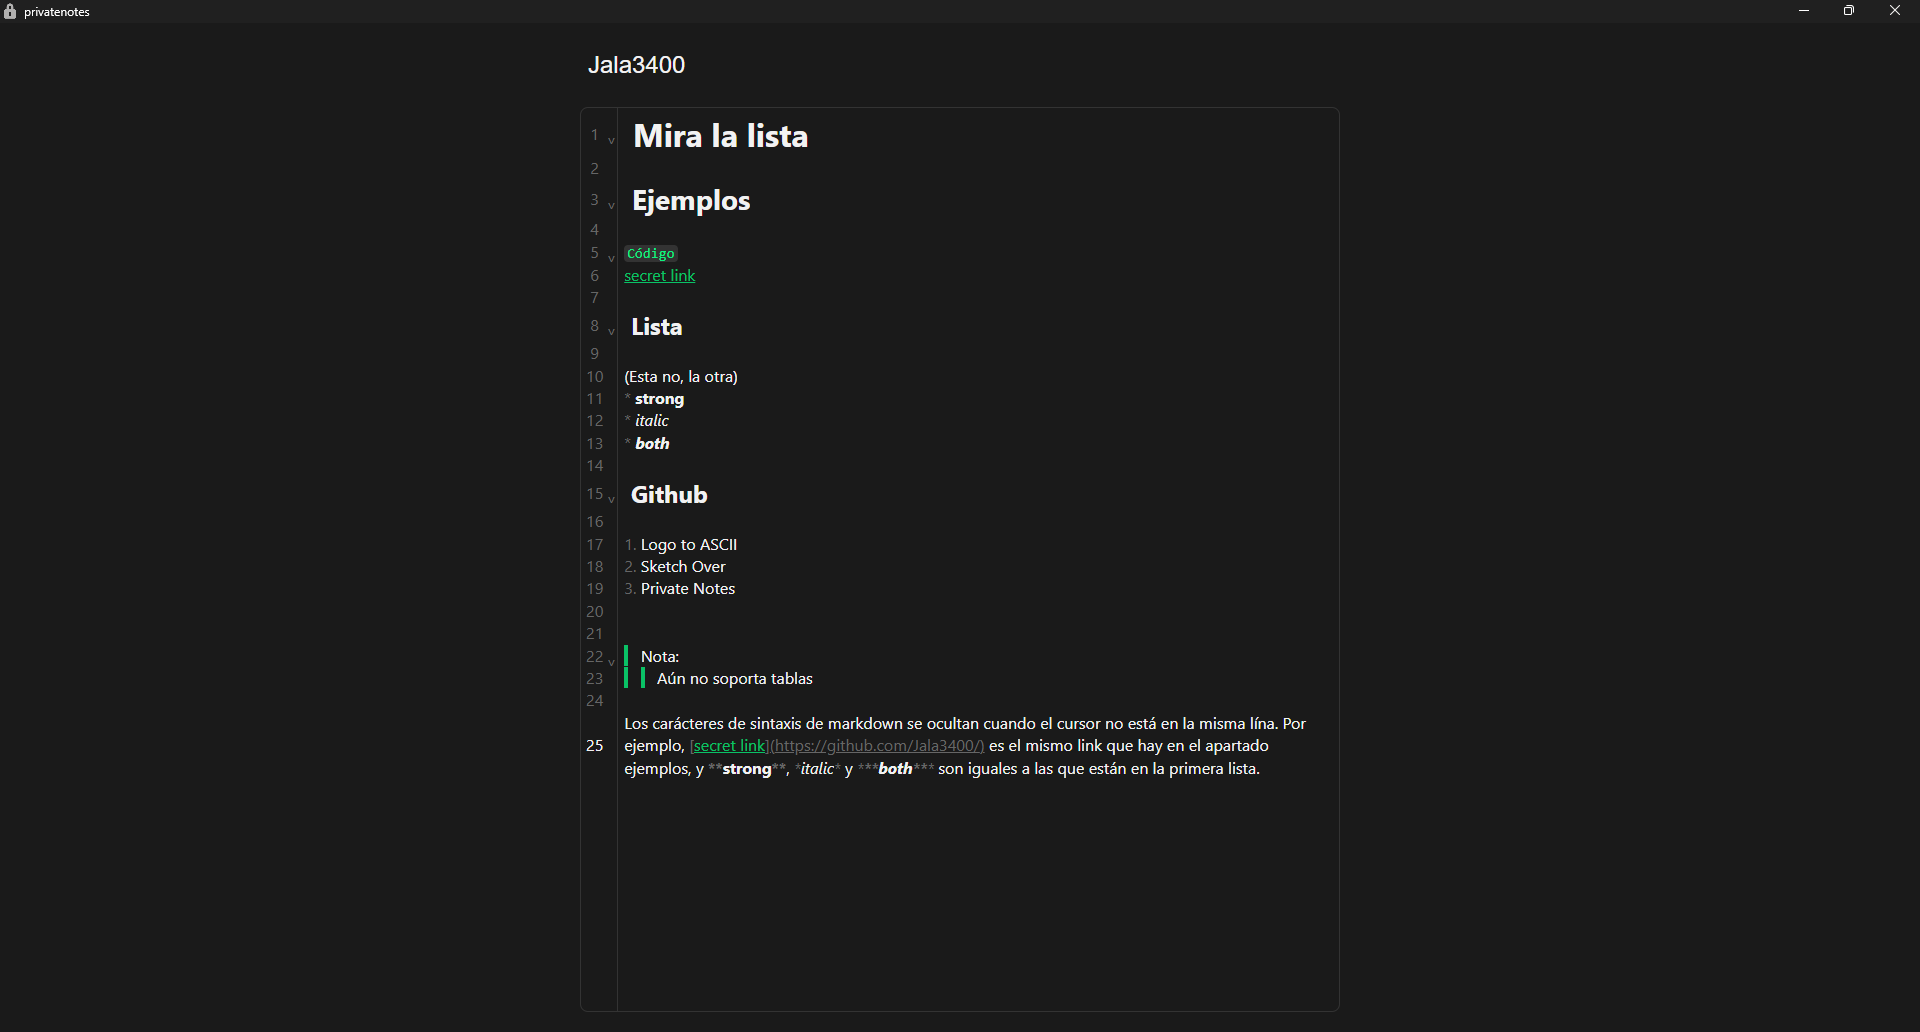 privatenotes
Jala3400
1 v Mira la lista
2
3 v Ejemplos
4
5 v Código
6 secret link
7
8 v Lista
9
10 (Esta no, la otra)
11 * strong
12 * italic
13 * both
14
15 v Github
16
17 1. Logo to ASCII
18 2. Sketch Over
19 3. Private Notes
20
21
22 v Nota:
23 Aún no soporta tablas
24
Los carácteres de sintaxis de markdown se ocultan cuando el cursor no está en la misma lína. Por
25 ejemplo, [secret link](https://github.com/Jala3400/) es el mismo link que hay en el apartado
ejemplos, y **strong**, *italic* y ***both*** son iguales a las que están en la primera lista.